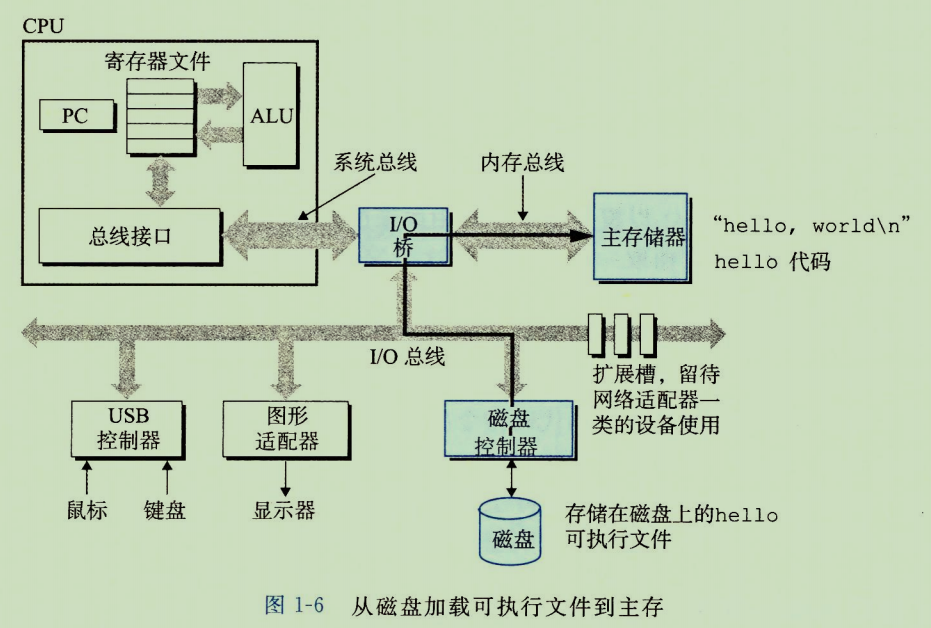 CPU
寄存器文件
PC
ALU
系统总线
内存总线
总线接口
I/O
桥
主存储器
“hello, world\n”
hello 代码
I/O 总线
扩展槽，留待
网络适配器一
类的设备使用
USB
控制器
图形
适配器
磁盘
控制器
鼠标
键盘
显示器
磁盘
存储在磁盘上的hello
可执行文件
图 1-6 从磁盘加载可执行文件到主存